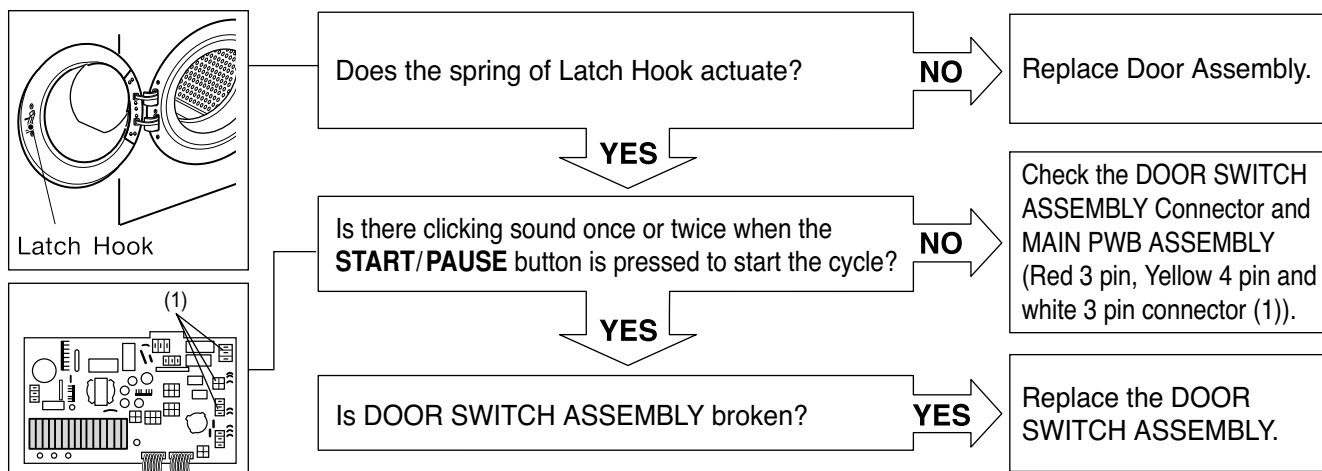 Latch Hook
Does the spring of Latch Hook actuate?
NO
Replace Door Assembly.
YES
(1)
Is there clicking sound once or twice when the
START/PAUSE button is pressed to start the cycle?
NO
Check the DOOR SWITCH
ASSEMBLY Connector and
MAIN PWB ASSEMBLY
(Red 3 pin, Yellow 4 pin and
white 3 pin connector (1)).
YES
Is DOOR SWITCH ASSEMBLY broken?
YES
Replace the DOOR
SWITCH ASSEMBLY.